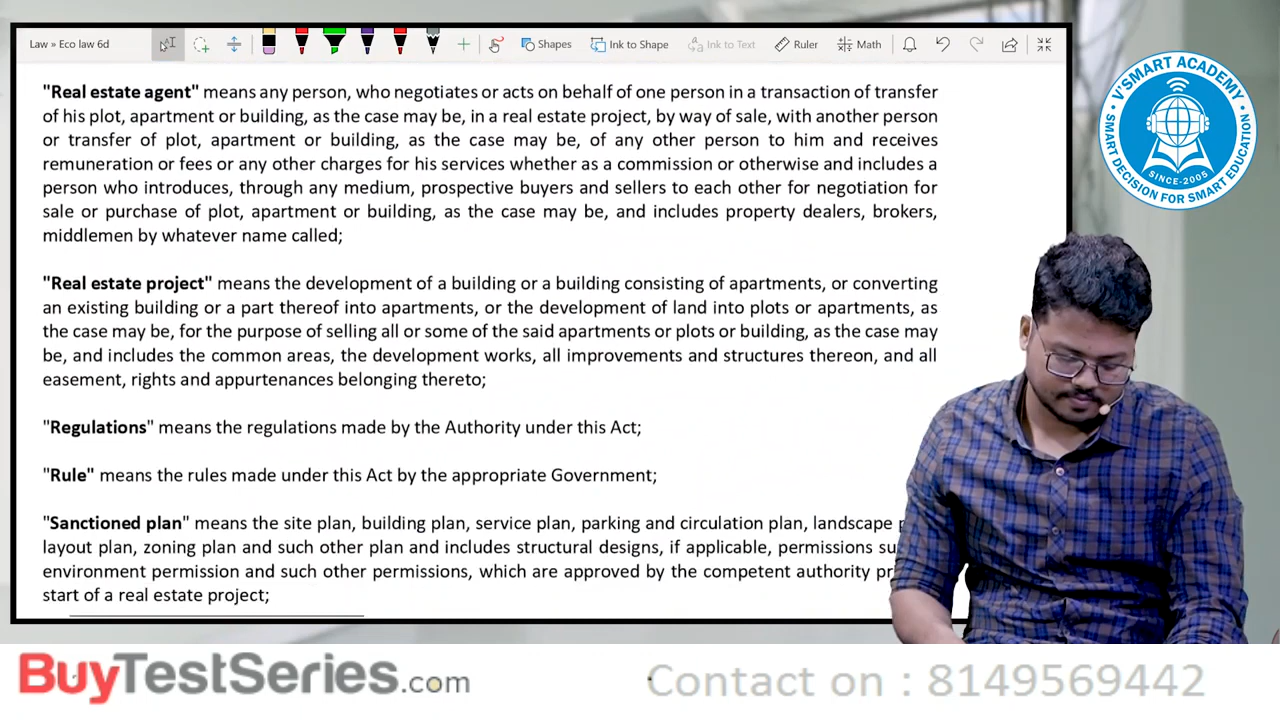 Law » Eco law 6d
Shapes
Ink to Shape
Ink to Text
Ruler
Math
"Real estate agent" means any person, who negotiates or acts on behalf of one person in a transaction of transfer
of his plot, apartment or building, as the case may be, in a real estate project, by way of sale, with another person
or transfer of plot, apartment or building, as the case may be, of any other person to him and receives
remuneration or fees or any other charges for his services whether as a commission or otherwise and includes a
person who introduces, through any medium, prospective buyers and sellers to each other for negotiation for
sale or purchase of plot, apartment or building, as the case may be, and includes property dealers, brokers,
middlemen by whatever name called;
"Real estate project" means the development of a building or a building consisting of apartments, or converting
an existing building or a part thereof into apartments, or the development of land into plots or apartments, as
the case may be, for the purpose of selling all or some of the said apartments or plots or building, as the case may
be, and includes the common areas, the development works, all improvements and structures thereon, and all
easement, rights and appurtenances belonging thereto;
"Regulations" means the regulations made by the Authority under this Act;
"Rule" means the rules made under this Act by the appropriate Government;
"Sanctioned plan" means the site plan, building plan, service plan, parking and circulation plan, landscape
layout plan, zoning plan and such other plan and includes structural designs, if applicable, permissions
environment permission and such other permissions, which are approved by the competent authority
start of a real estate project;
V'SMART ACADEMY
SINCE-2005
SMART DECISION FOR SMART EDUCATION
BuyTestSeries.com
Contact on : 8149569442